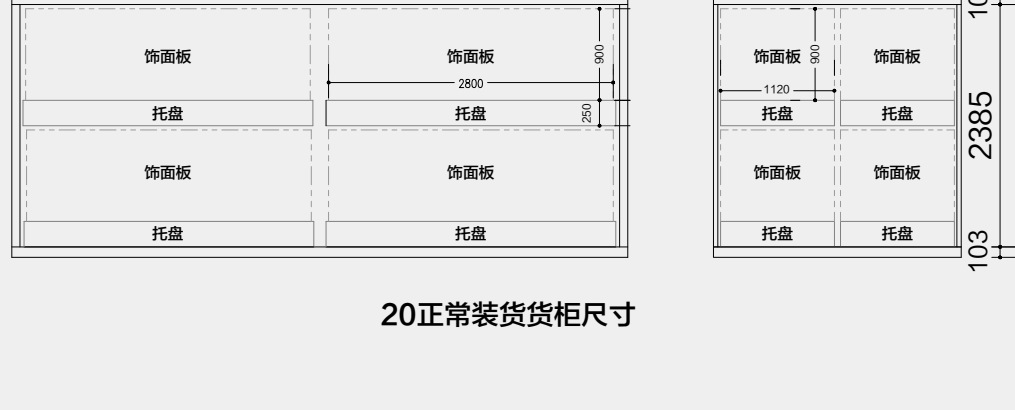 10
饰面板 饰面板 900 饰面板 900 饰面板
2800 1120
托盘 托盘 250 托盘 托盘
2385
饰面板 饰面板 饰面板 饰面板
托盘 托盘 托盘 托盘
103
20正常装货货柜尺寸